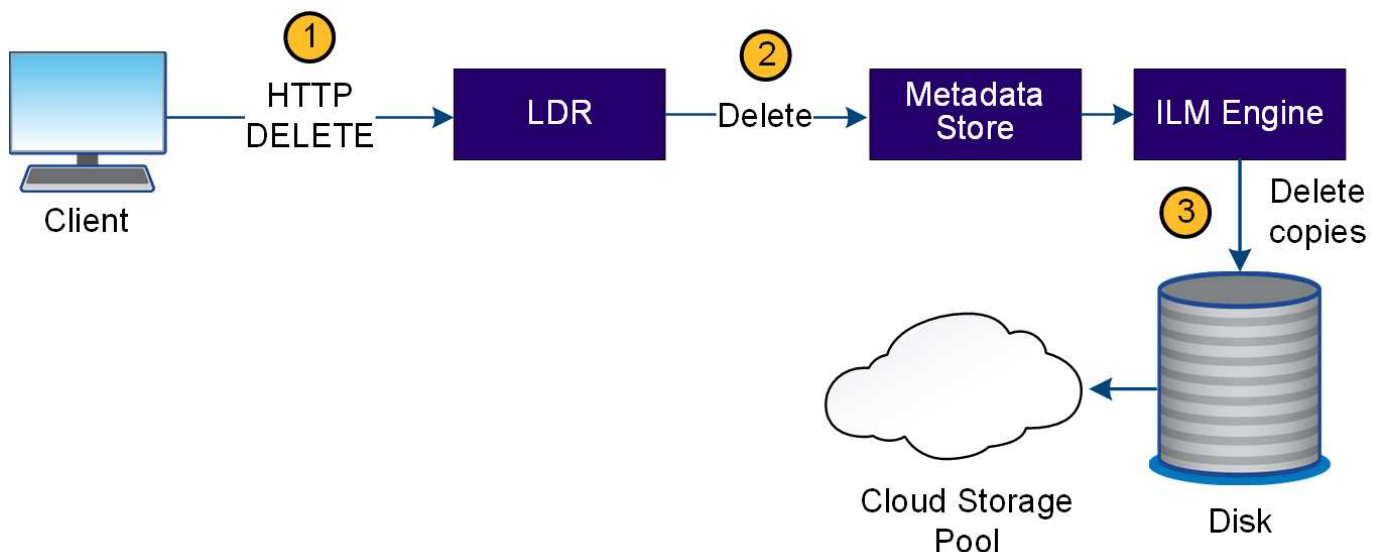 1
HTTP
DELETE
LDR
2
Delete
Metadata
Store
ILM Engine
Client
3
Delete
copies
Cloud Storage
Pool
Disk